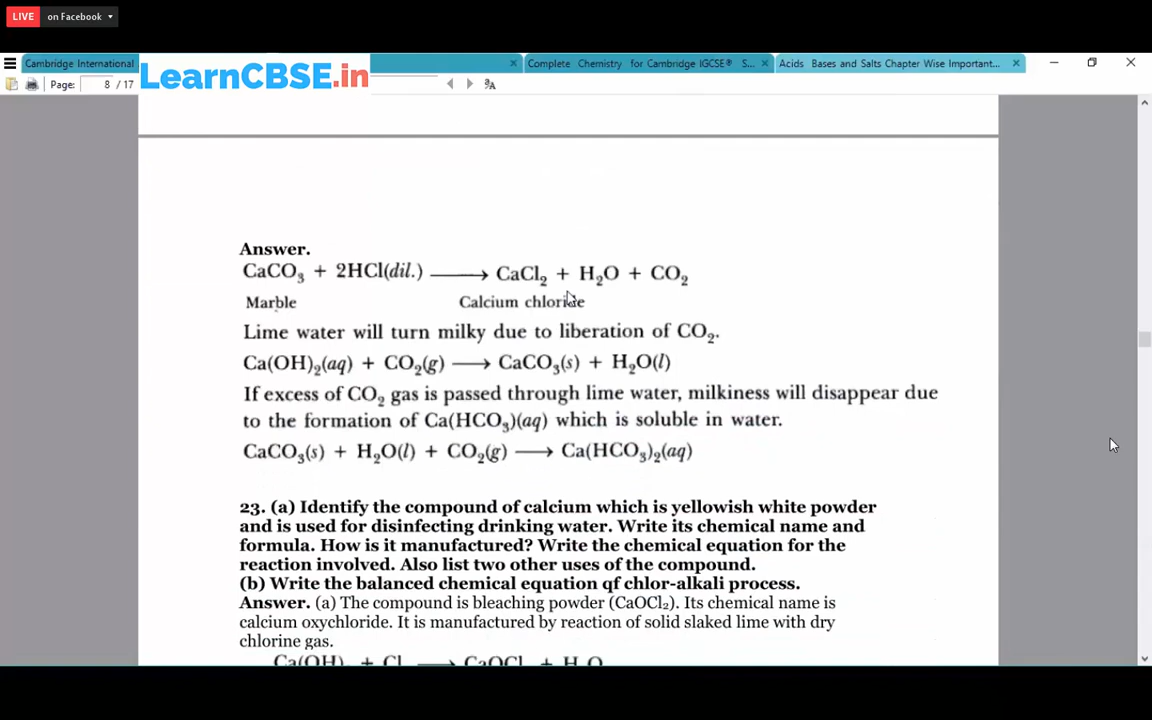 LIVE on Facebook
Cambridge International
Complete Chemistry for Cambridge IGCSE® S...
Acids Bases and Salts Chapter Wise Important...
Page: 8 / 17
LearnCBSE.in
Answer.
CaCO₃ + 2HCl(dil.) ⟶ CaCl₂ + H₂O + CO₂
Marble Calcium chloride
Lime water will turn milky due to liberation of CO₂.
Ca(OH)₂(aq) + CO₂(g) ⟶ CaCO₃(s) + H₂O(l)
If excess of CO₂ gas is passed through lime water, milkiness will disappear due
to the formation of Ca(HCO₃)(aq) which is soluble in water.
CaCO₃(s) + H₂O(l) + CO₂(g) ⟶ Ca(HCO₃)₂(aq)
23. (a) Identify the compound of calcium which is yellowish white powder
and is used for disinfecting drinking water. Write its chemical name and
formula. How is it manufactured? Write the chemical equation for the
reaction involved. Also list two other uses of the compound.
(b) Write the balanced chemical equation qf chlor-alkali process.
Answer. (a) The compound is bleaching powder (CaOCl₂). Its chemical name is
calcium oxychloride. It is manufactured by reaction of solid slaked lime with dry
chlorine gas.
Ca(OH) + Cl ⟶ CaOCl + H O